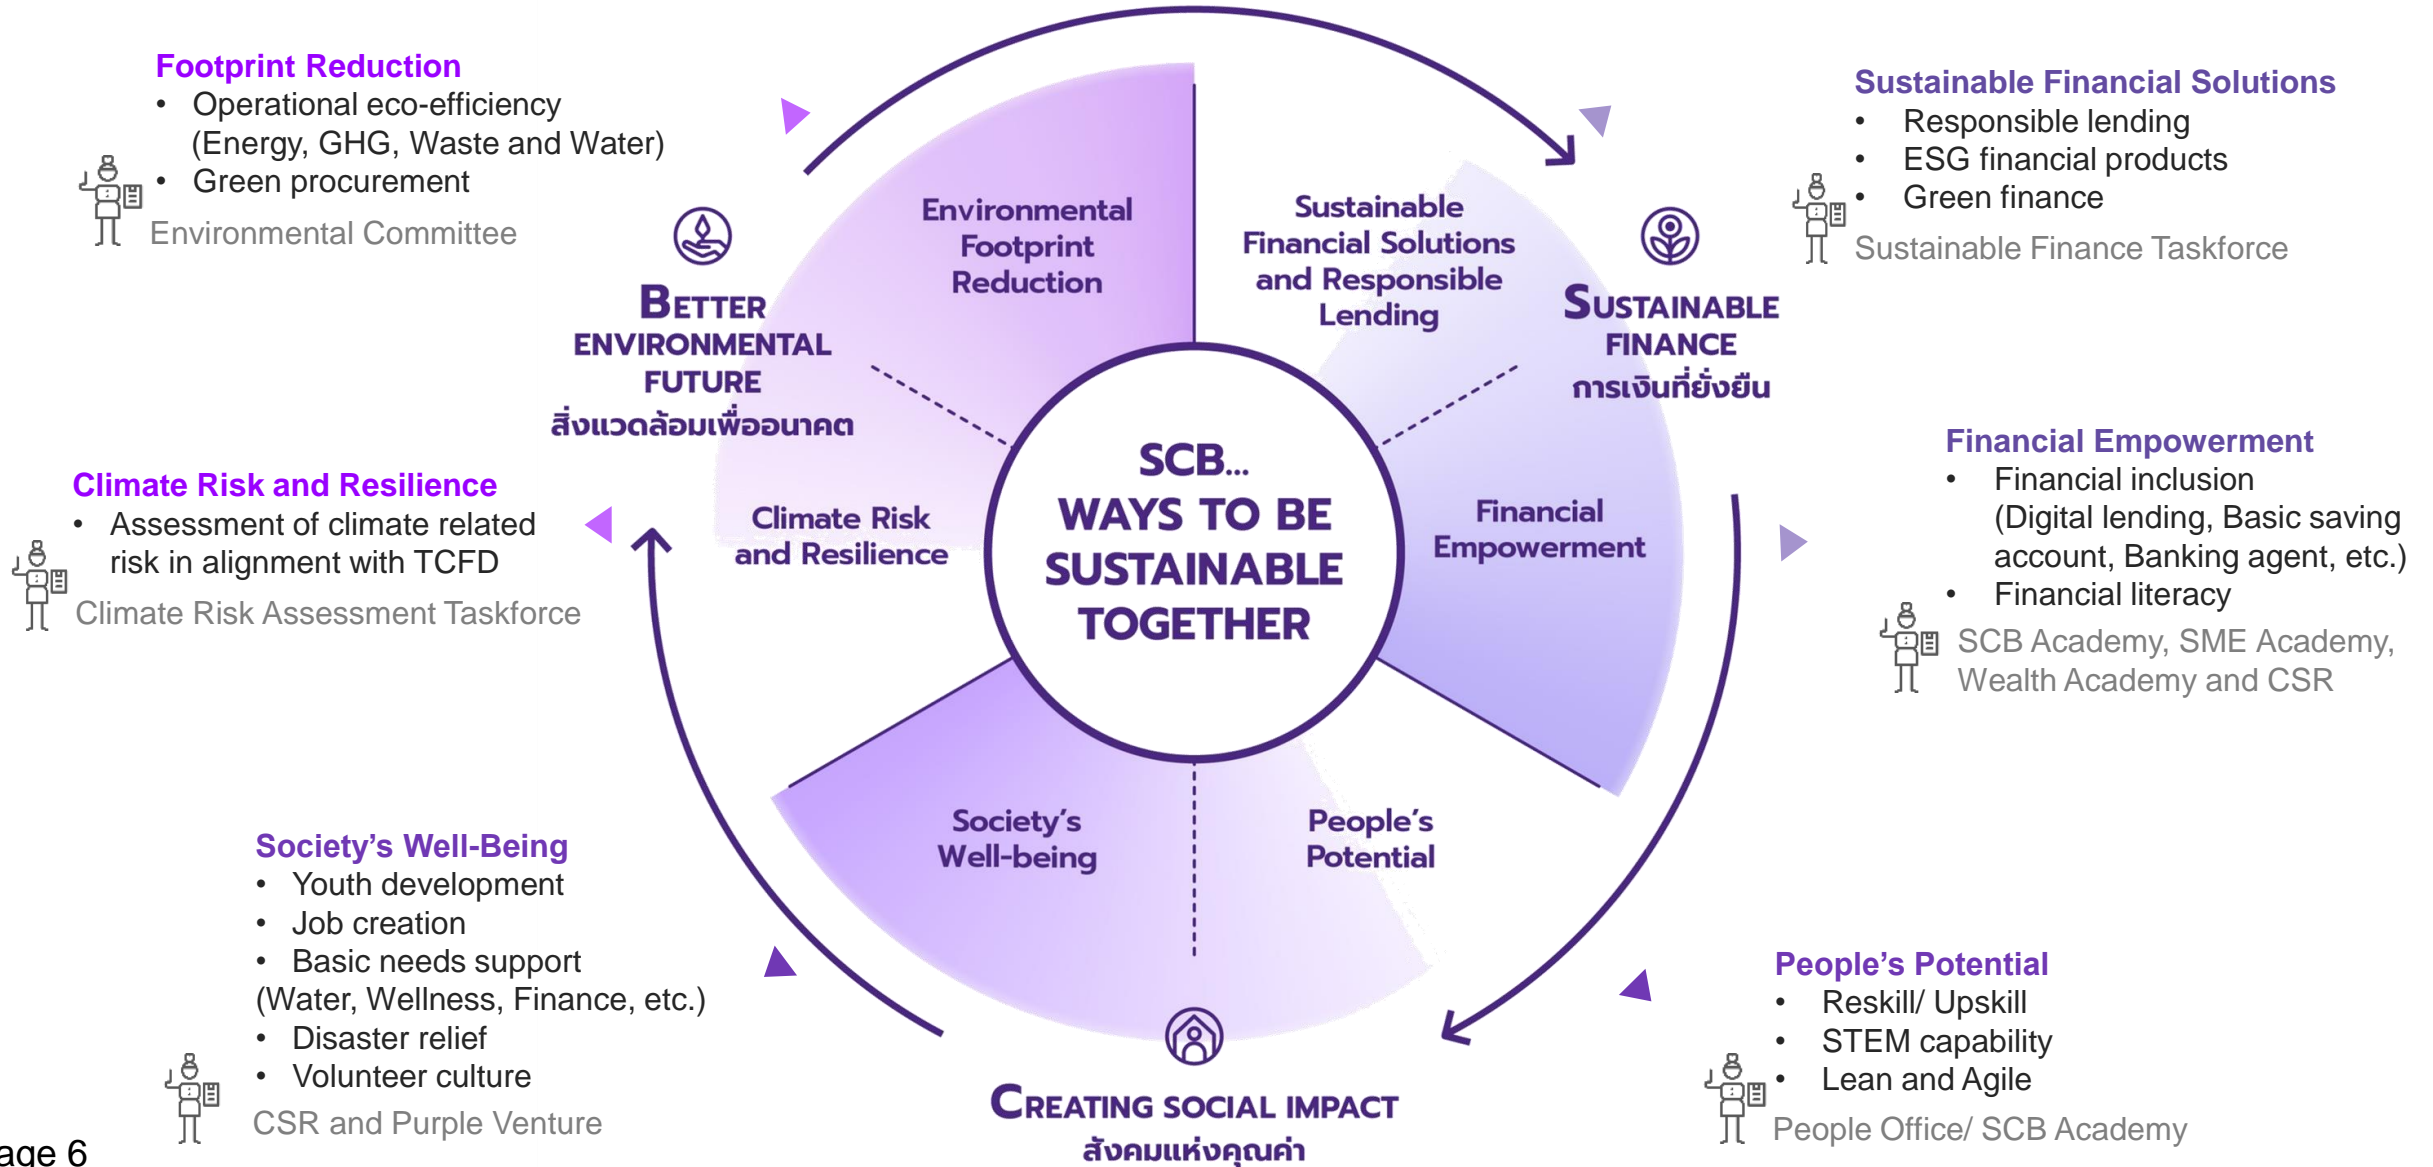 Footprint Reduction
• Operational eco-efficiency
(Energy, GHG, Waste and Water)
• Green procurement
Environmental Committee
Climate Risk and Resilience
• Assessment of climate related
risk in alignment with TCFD
Climate Risk Assessment Taskforce
Society's Well-Being
• Youth development
• Job creation
• Basic needs support
(Water, Wellness, Finance, etc.)
• Disaster relief
• Volunteer culture
CSR and Purple Venture
age 6
BETTER
ENVIRONMENTAL
FUTURE
สิ่งแวดล้อมเพื่ออนาคต
Environmental
Footprint
Reduction
Climate Risk
and Resilience
Sustainable
Financial Solutions
and Responsible
Lending
SUSTAINABLE
FINANCE
การเงินที่ยั่งยืน
Financial
Empowerment
SCB...
WAYS TO BE
SUSTAINABLE
TOGETHER
Society's
Well-being
People's
Potential
CREATING SOCIAL IMPACT
สังคมแห่งคุณค่า
Sustainable Financial Solutions
• Responsible lending
• ESG financial products
• Green finance
Sustainable Finance Taskforce
Financial Empowerment
• Financial inclusion
(Digital lending, Basic saving
account, Banking agent, etc.)
• Financial literacy
SCB Academy, SME Academy,
Wealth Academy and CSR
People's Potential
• Reskill/ Upskill
• STEM capability
• Lean and Agile
People Office/ SCB Academy